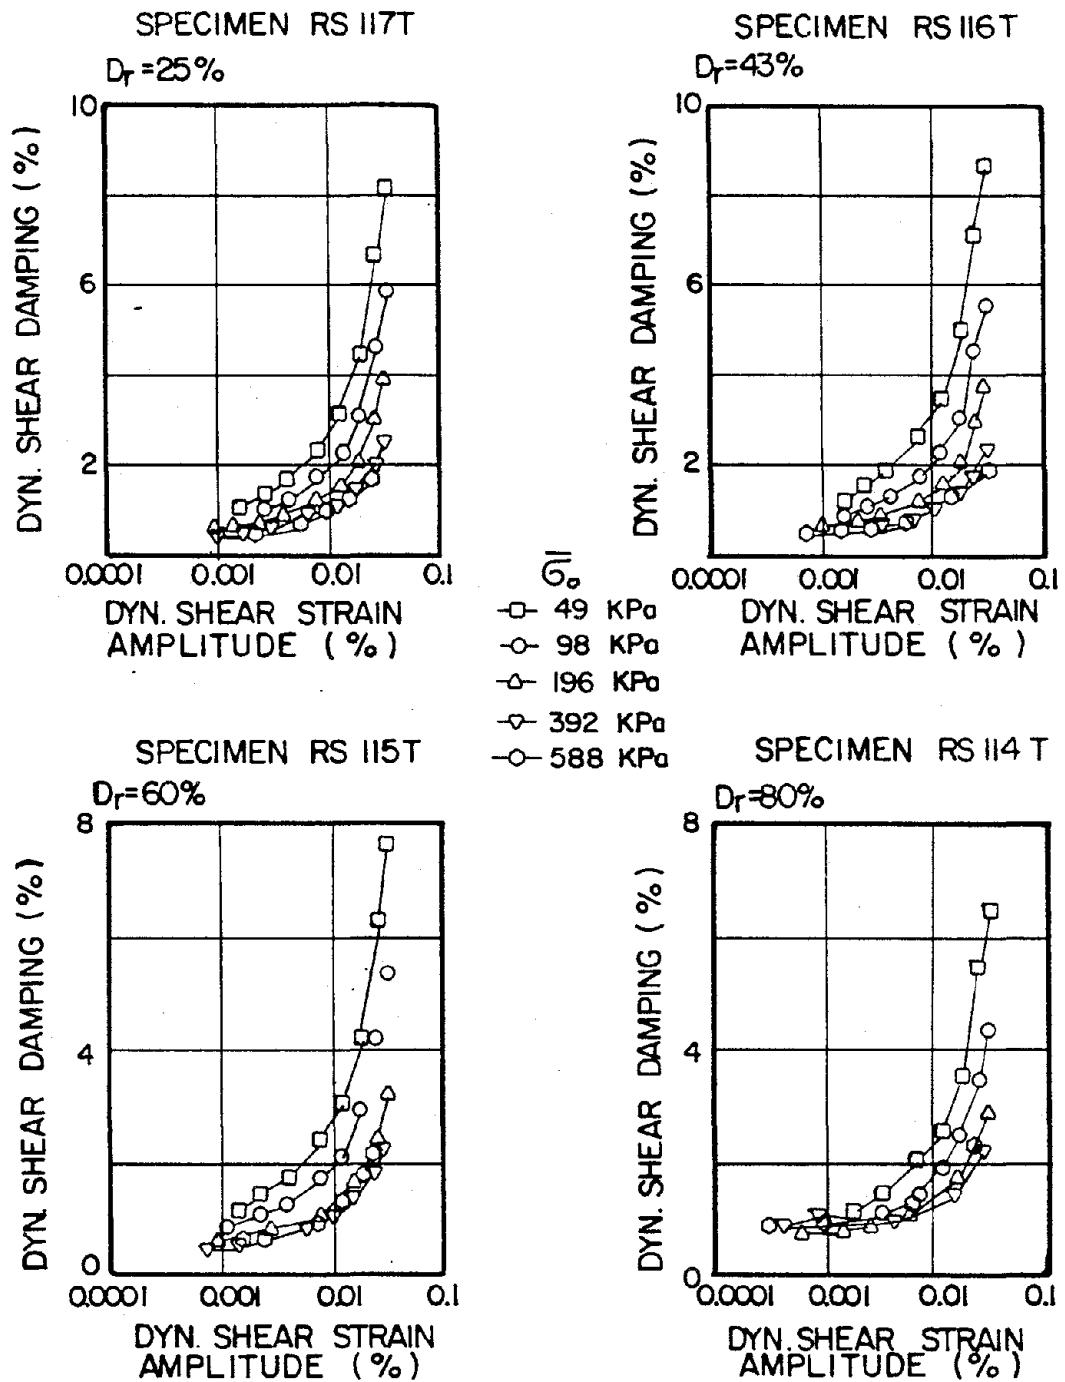 SPECIMEN RS 117T
Dr=25%
10
6
2
DYN. SHEAR DAMPING (%)
0.0001 0.001 0.01 0.1
DYN. SHEAR STRAIN
AMPLITUDE (%)
SPECIMEN RS 116T
Dr=43%
10
6
2
DYN. SHEAR DAMPING (%)
0.0001 0.001 0.01 0.1
DYN. SHEAR STRAIN
AMPLITUDE (%)
σ̅o
49 KPa
98 KPa
196 KPa
392 KPa
588 KPa
SPECIMEN RS 115T
Dr=60%
8
4
0
DYN. SHEAR DAMPING (%)
0.0001 0.001 0.01 0.1
DYN. SHEAR STRAIN
AMPLITUDE (%)
SPECIMEN RS 114T
Dr=80%
8
4
0
DYN. SHEAR DAMPING (%)
0.0001 0.001 0.01 0.1
DYN. SHEAR STRAIN
AMPLITUDE (%)